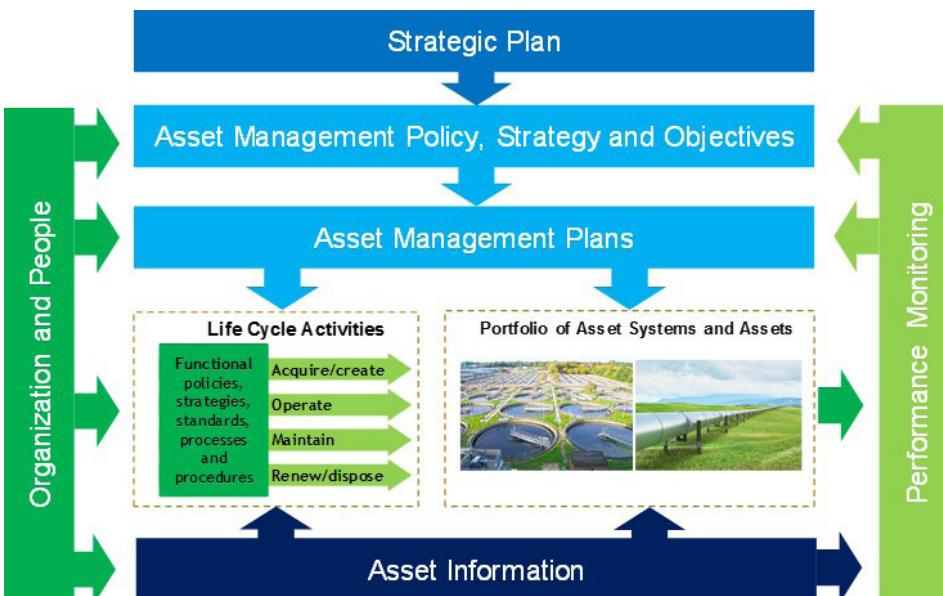 Strategic Plan
Asset Management Policy, Strategy and Objectives
Asset Management Plans
Organization and People
Life Cycle Activities
Functional
policies,
strategies,
standards,
processes
and
procedures
Acquire/create
Operate
Maintain
Renew/dispose
Portfolio of Asset Systems and Assets
Performance Monitoring
Asset Information